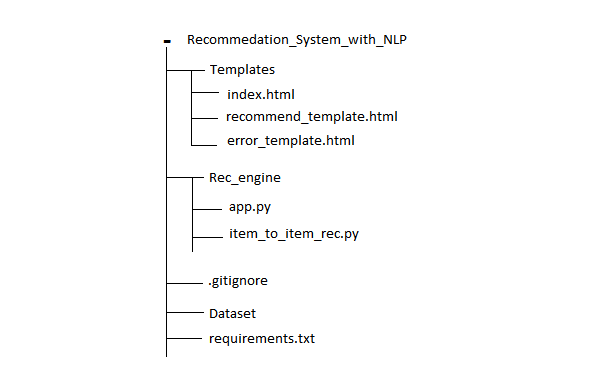 Recommedation_System_with_NLP
Templates
index.html
recommend_template.html
error_template.html
Rec_engine
app.py
item_to_item_rec.py
.gitignore
Dataset
requirements.txt